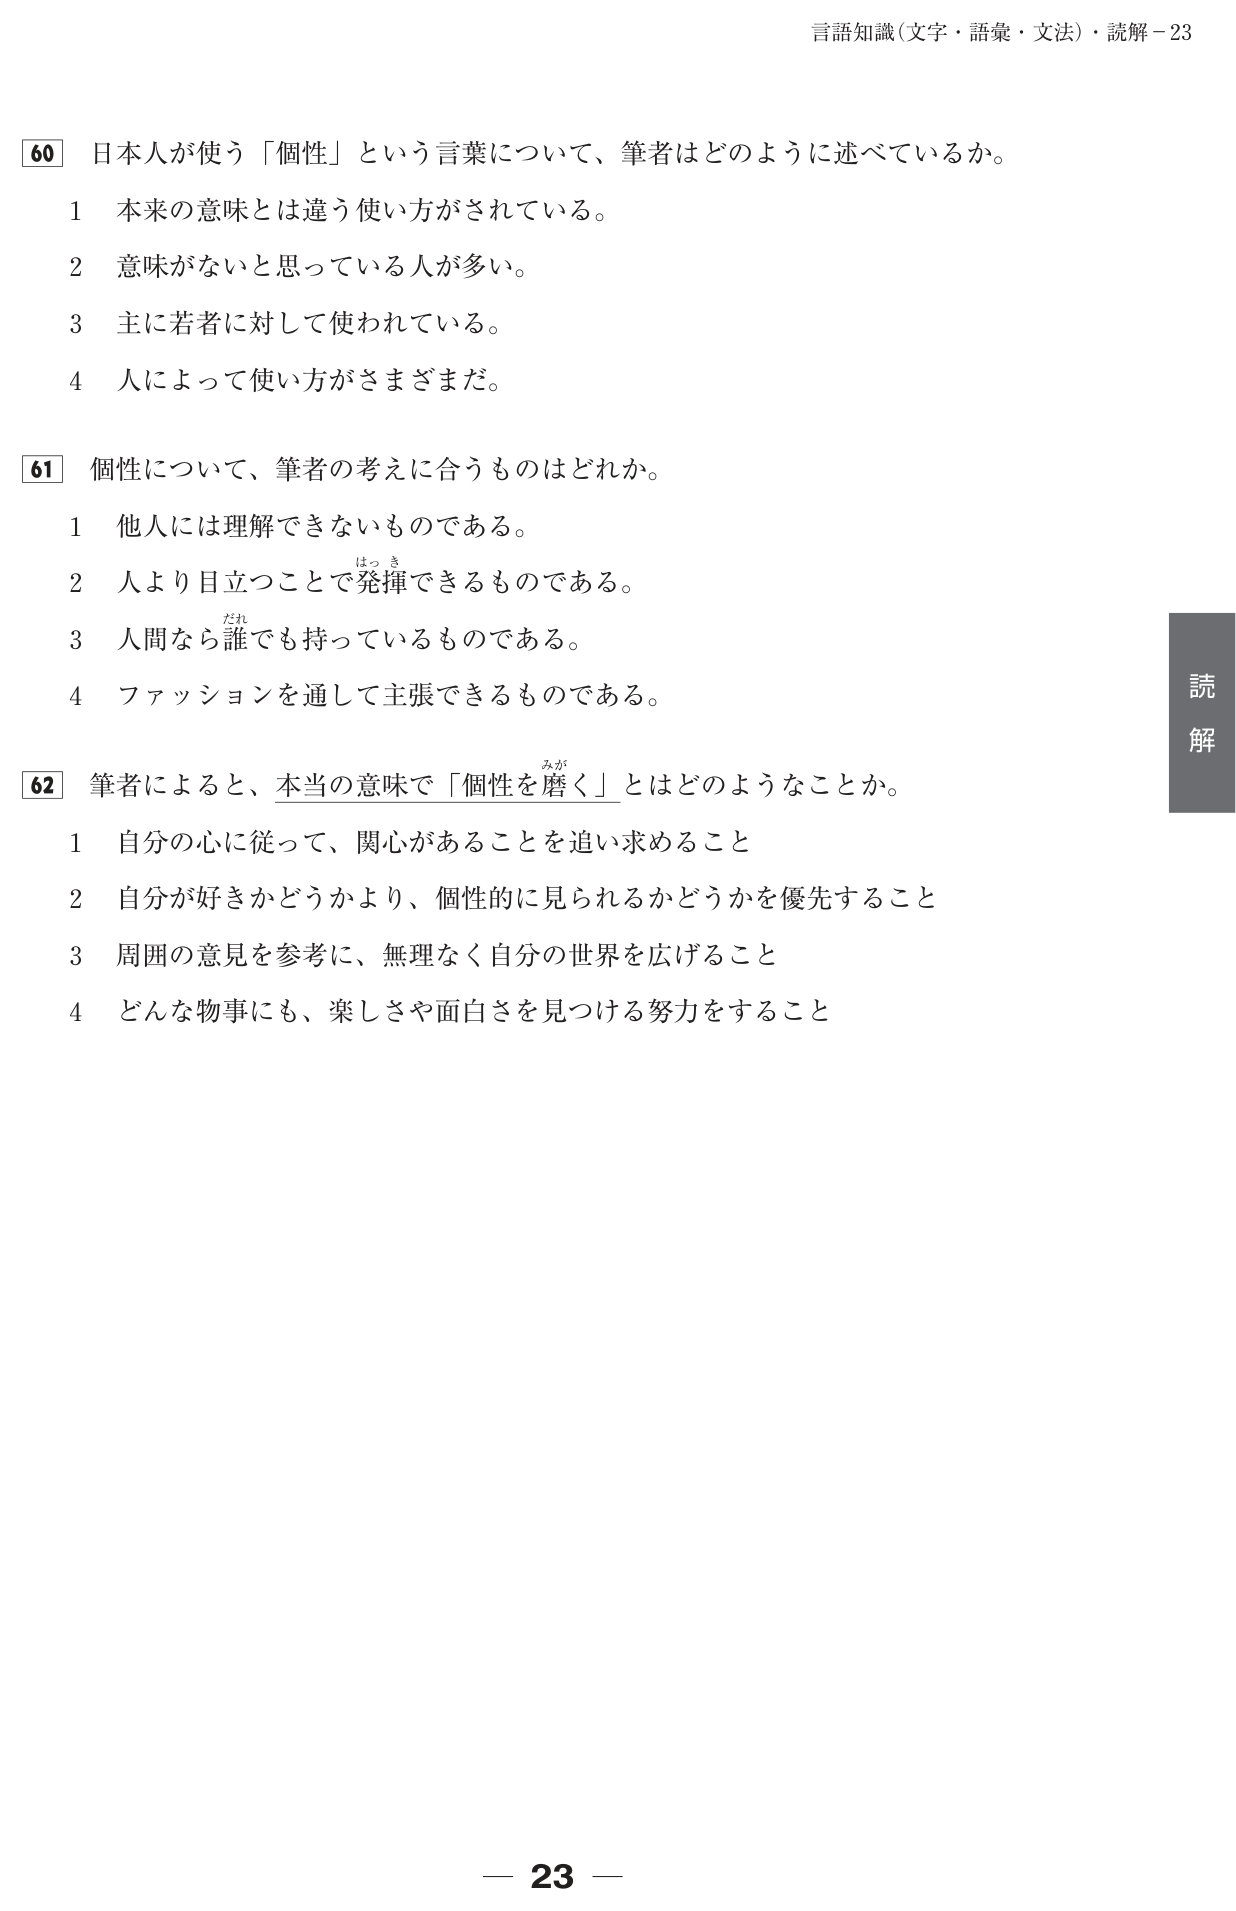 言語知識(文字・語彙・文法)・読解－23
60 日本人が使う「個性」という言葉について、筆者はどのように述べているか。
1 本来の意味とは違う使い方がされている。
2 意味がないと思っている人が多い。
3 主に若者に対して使われている。
4 人によって使い方がさまざまだ。
61 個性について、筆者の考えに合うものはどれか。
1 他人には理解できないものである。
はっ き
2 人より目立つことで発揮できるものである。
だれ
3 人間なら誰でも持っているものである。
4 ファッションを通して主張できるものである。
読
解
みが
62 筆者によると、本当の意味で「個性を磨く」とはどのようなことか。
1 自分の心に従って、関心があることを追い求めること
2 自分が好きかどうかより、個性的に見られるかどうかを優先すること
3 周囲の意見を参考に、無理なく自分の世界を広げること
4 どんな物事にも、楽しさや面白さを見つける努力をすること
— 23 —